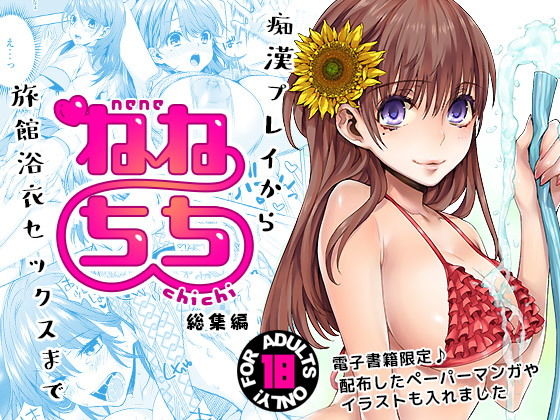 痴漢プレイから
旅館浴衣セックスまで
nene
ねね
ちち
chichi
総集編
FOR ADULTS ONLY!
18
電子書籍限定♪
配布したペーパーマンガや
イラストも入れました
え…っ